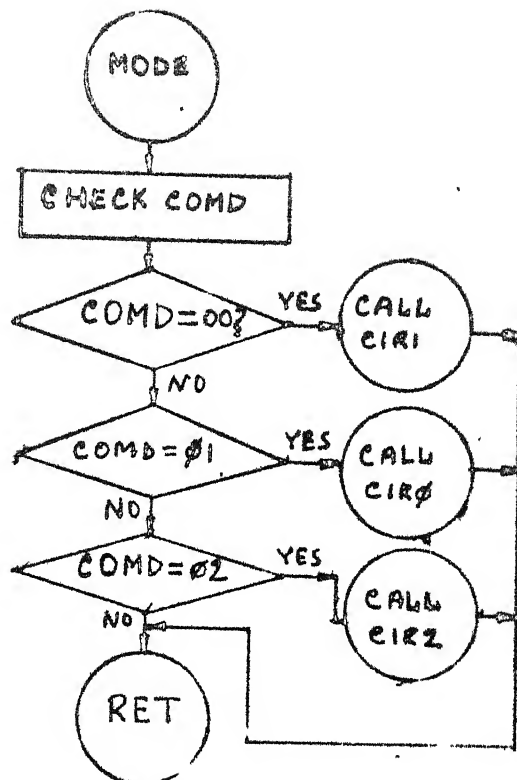 MODE
CHECK COMD
COMD=00?
YES
CALL
CIR1
NO
COMD=Ø1
YES
CALL
CIRØ
NO
COMD=Ø2
YES
CALL
CIR2
NO
RET